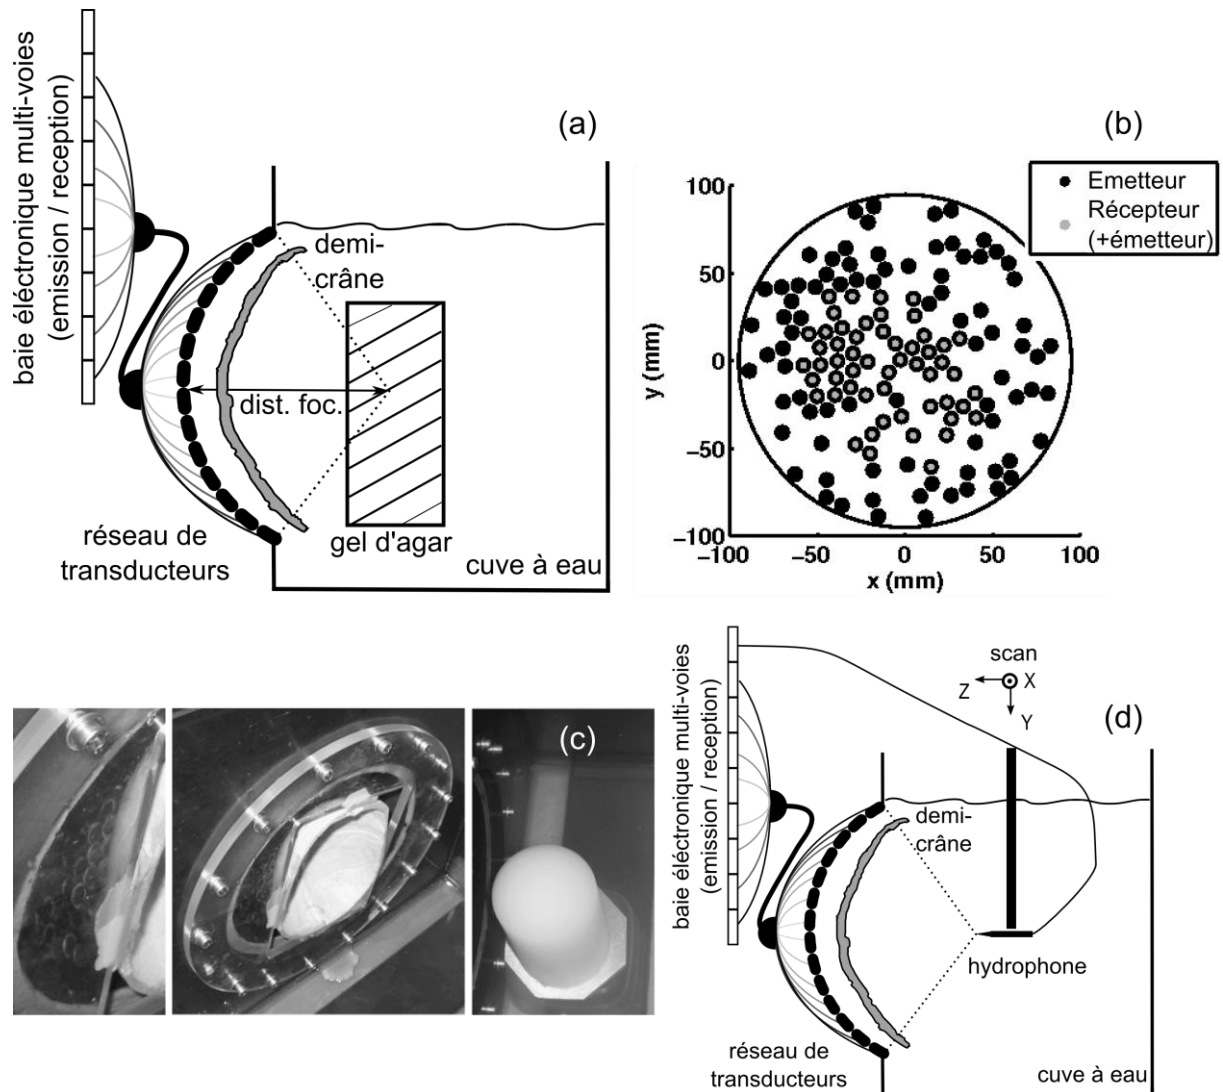 baie éléctronique multi-voies
(emission / reception)
(a)
demi-
crâne
dist. foc.
gel d'agar
réseau de
transducteurs
cuve à eau
(b)
Emetteur
Récepteur
(+émetteur)
y (mm)
100
50
0
−50
−100
−100
−50
0
50
100
x (mm)
(c)
baie éléctronique multi-voies
(emission / reception)
scan
Z
X
Y
(d)
demi-
crâne
hydrophone
réseau de
transducteurs
cuve à eau